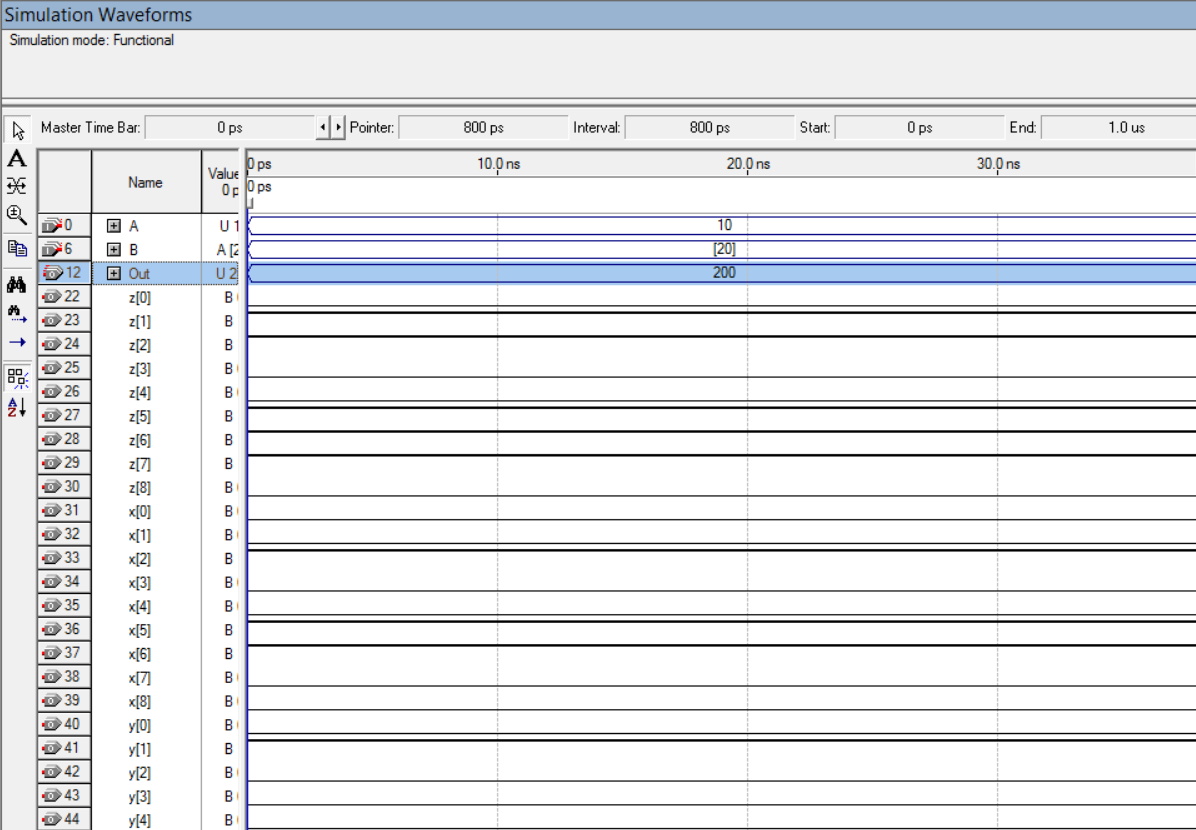 Simulation Waveforms
Simulation mode: Functional
Master Time Bar: 0 ps Pointer: 800 ps Interval: 800 ps Start: 0 ps End: 1.0 us
Name Value 0 p 0 ps 10.0 ns 20.0 ns 30.0 ns
0 ps
0 A U 1 10
6 B A [2 [20]
12 Out U 2 200
22 z[0] B
23 z[1] B
24 z[2] B
25 z[3] B
26 z[4] B
27 z[5] B
28 z[6] B
29 z[7] B
30 z[8] B
31 x[0] B
32 x[1] B
33 x[2] B
34 x[3] B
35 x[4] B
36 x[5] B
37 x[6] B
38 x[7] B
39 x[8] B
40 y[0] B
41 y[1] B
42 y[2] B
43 y[3] B
44 y[4] B